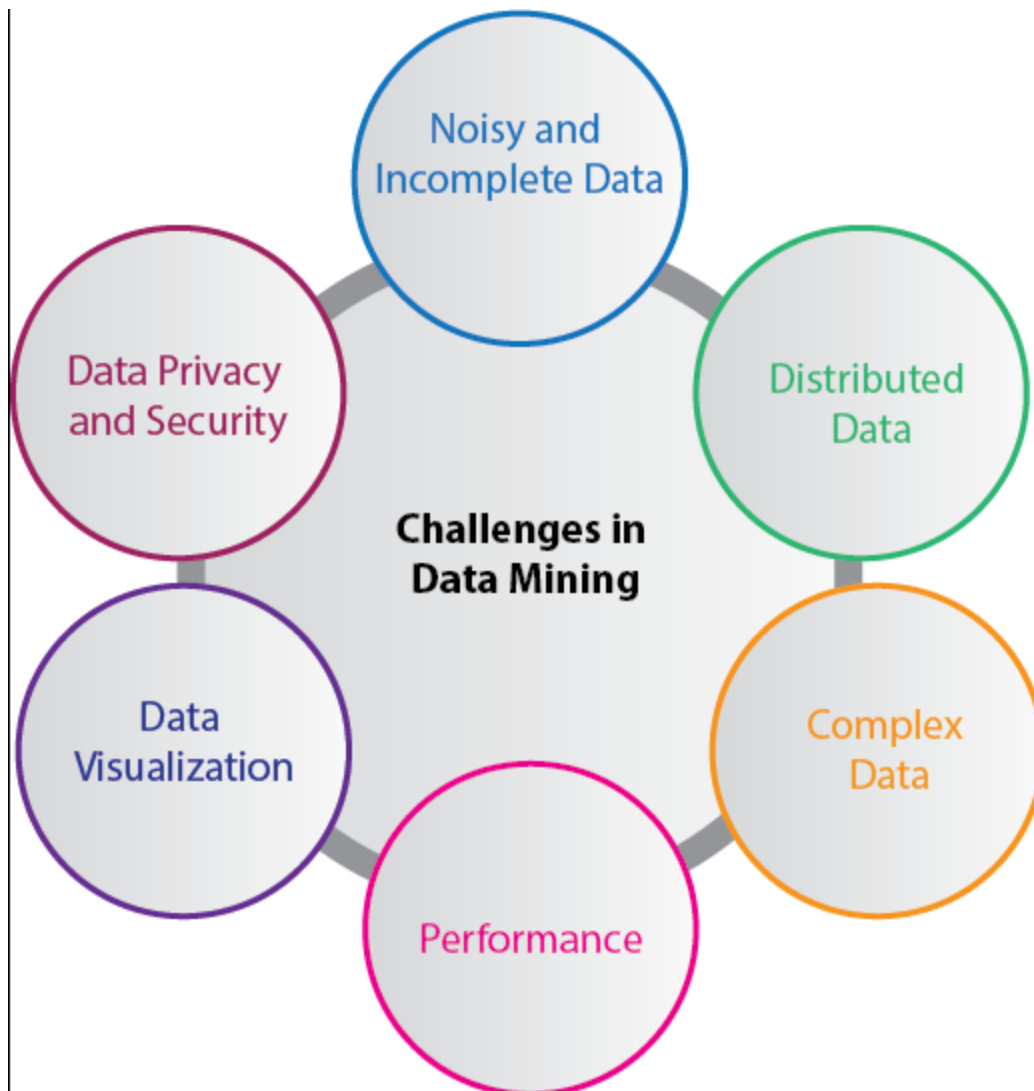 Noisy and
Incomplete Data
Distributed
Data
Complex
Data
Performance
Data
Visualization
Data Privacy
and Security
Challenges in
Data Mining